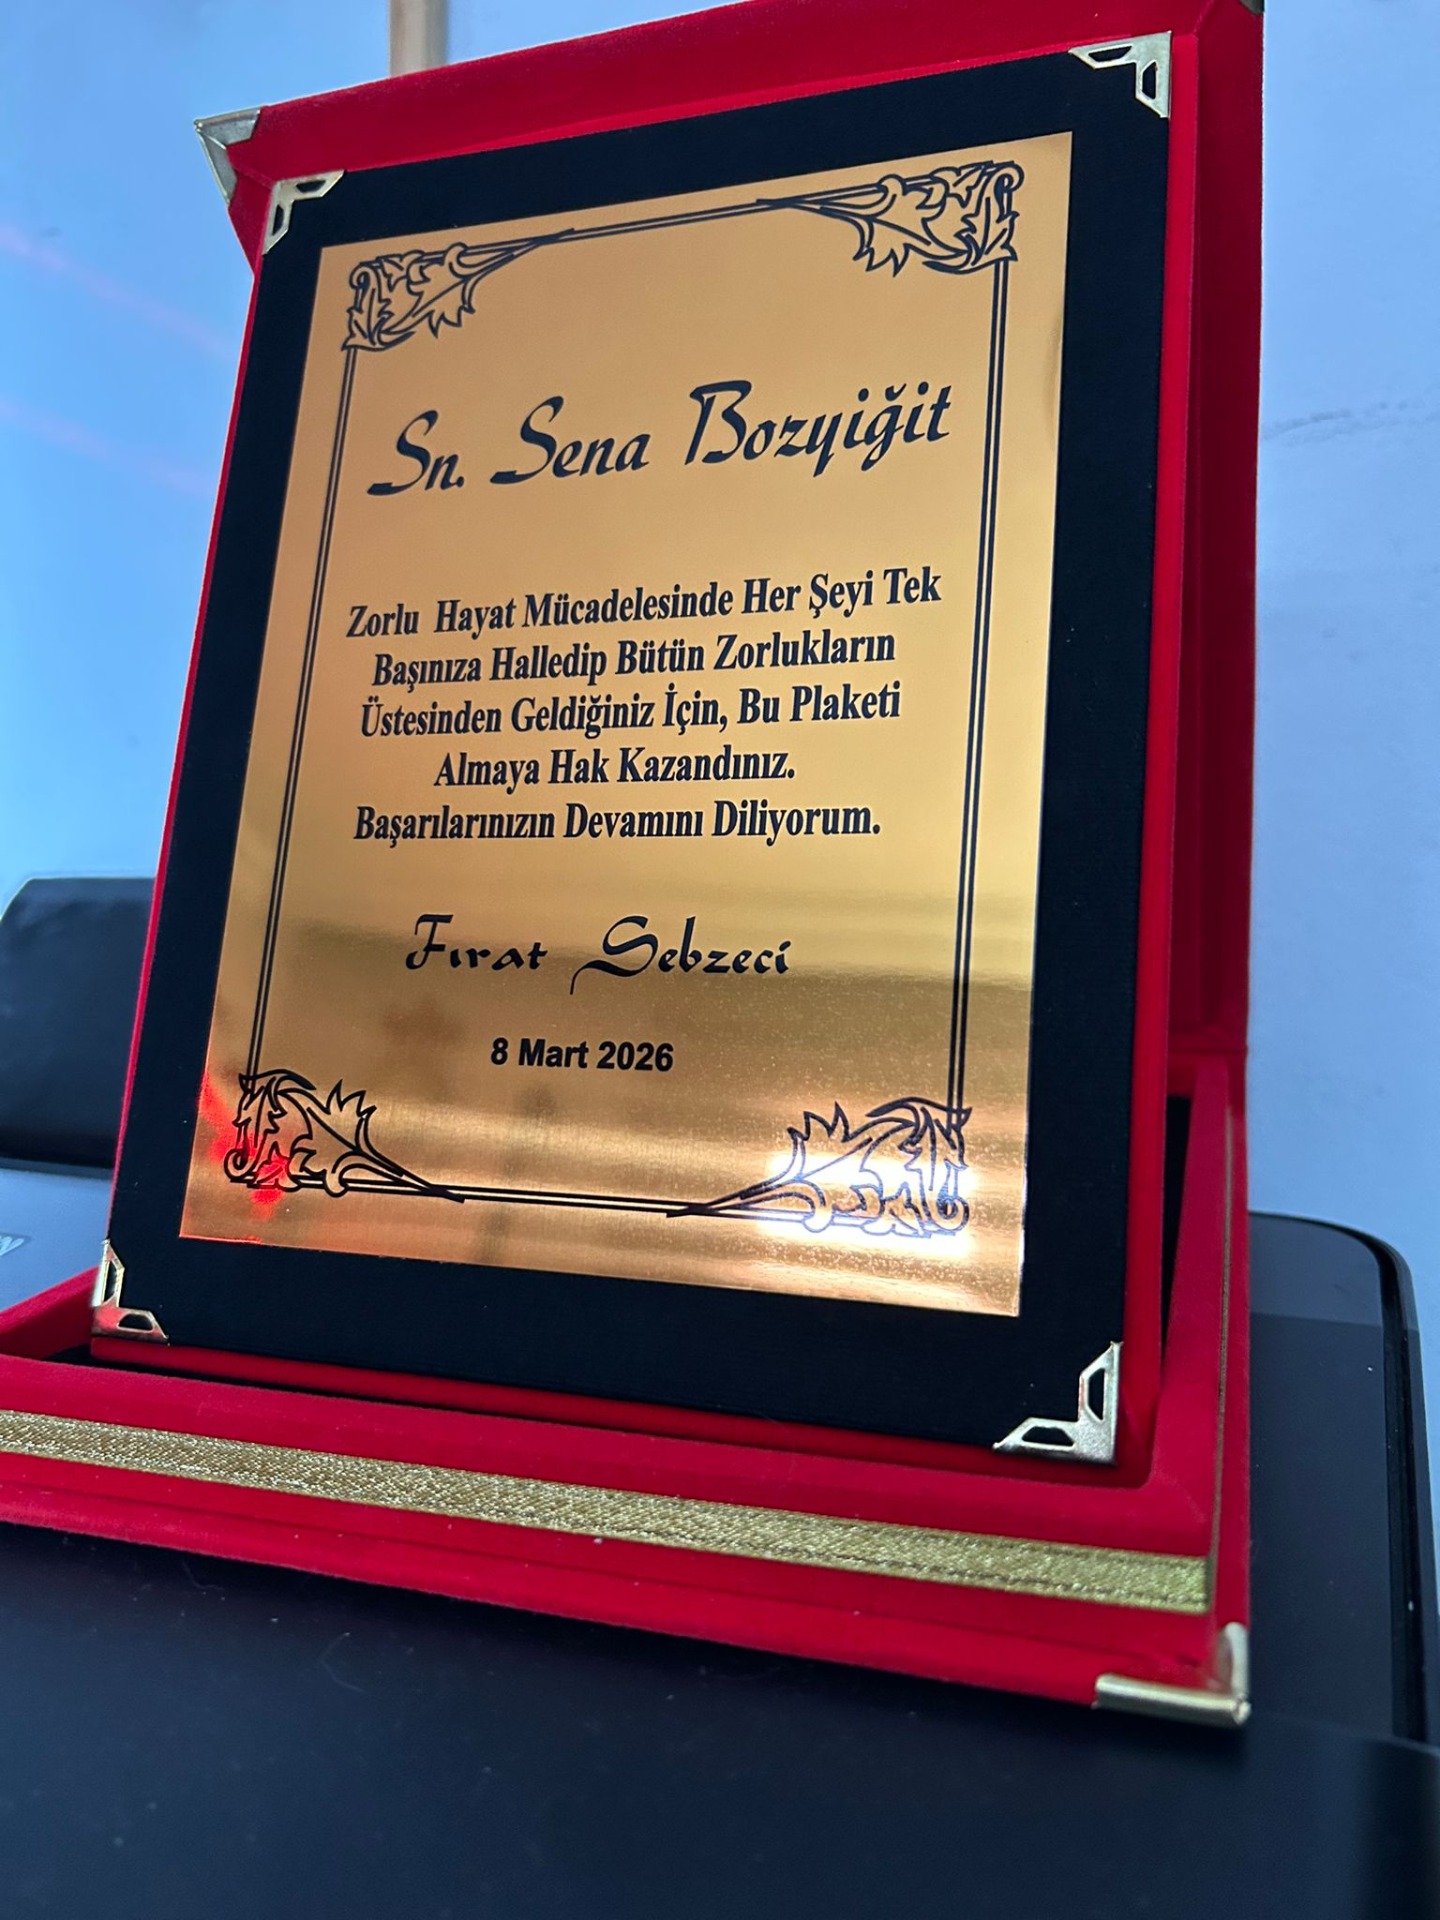 Sn. Sena Bozyiğit
Zorlu Hayat Mücadelesinde Her Şeyi Tek
Başınıza Halledip Bütün Zorlukların
Üstesinden Geldiğiniz İçin, Bu Plaketi
Almaya Hak Kazandınız.
Başarılarınızın Devamını Diliyorum.
Fırat Sebzeci
8 Mart 2026